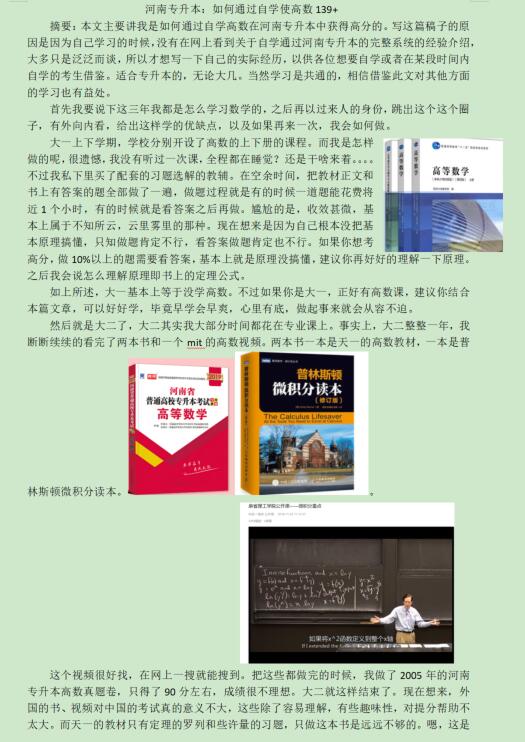 河南专升本：如何通过自学使高数 139+
摘要：本文主要讲我是如何通过自学高数在河南专升本中获得高分的。写这篇稿子的原
因是因为自己学习的时候，没有在网上看到关于自学通过河南专升本的完整系统的经验介绍，
大多只是泛泛而谈，所以才想写一下自己的实际经历，以供各位想要自学或者在某段时间内
自学的考生借鉴。适合专升本的，无论大几。当然学习是共通的，相信借鉴此文对其他方面
的学习也有益处。
首先我要说下这三年我都是怎么学习数学的，之后再以过来人的身份，跳出这个这个圈
子，有外向内看，给出这样学的优缺点，以及如果再来一次，我会如何做。
大一上下学期，学校分别开设了高数的上下册的课程。而我是怎样
做的呢，很遗憾，我没有听过一次课，全程都在睡觉？还是干啥来着。。。。
不过我私下里买了配套的习题选解的教辅。在空余时间，把教材正文和
书上有答案的题全部做了一遍，做题过程就是有的时候一道题能花费将
近 1 个小时，有的时候就是看答案之后再做。尴尬的是，收效甚微，基
本上属于不知所云，云里雾里的那种。现在想来是因为自己根本没把基
本原理搞懂，只知做题肯定不行，看答案做题肯定也不行。如果你想考
高分，做 10%以上的题需要看答案，基本上就是原理没搞懂，建议你再好好的理解一下原理。
之后我会说怎么理解原理即书上的定理公式。
高等数学
高等数学
如上所述，大一基本上等于没学高数。不过如果你是大一，正好有高数课，建议你结合
本篇文章，可以好好学，毕竟早学会早爽，心里有底，做起事来就会从容不迫。
然后就是大二了，大二其实我大部分时间都花在专业课上。事实上，大二整整一年，我
断断续续的看完了两本书和一个 mit 的高数视频。两本书一本是天一的高数教材，一本是普
2019
河南省
普通高校专升本考试
高等数学
普林斯顿
微积分读本
(修订版)
The Calculus Lifesaver
林斯顿微积分读本。
。
麻省理工学院公开课——微积分重点
如果将x^2函数定义到整个x轴
这个视频很好找，在网上一搜就能搜到。把这些都做完的时候，我做了 2005 年的河南
专升本高数真题卷，只得了 90 分左右，成绩很不理想。大二就这样结束了。现在想来，外
国的书、视频对中国的考试真的意义不大，这些除了容易理解，有些趣味性，对提分帮助不
太大。而天一的教材只有定理的罗列和些许量的习题，只做这本书是远远不够的。嗯，这是